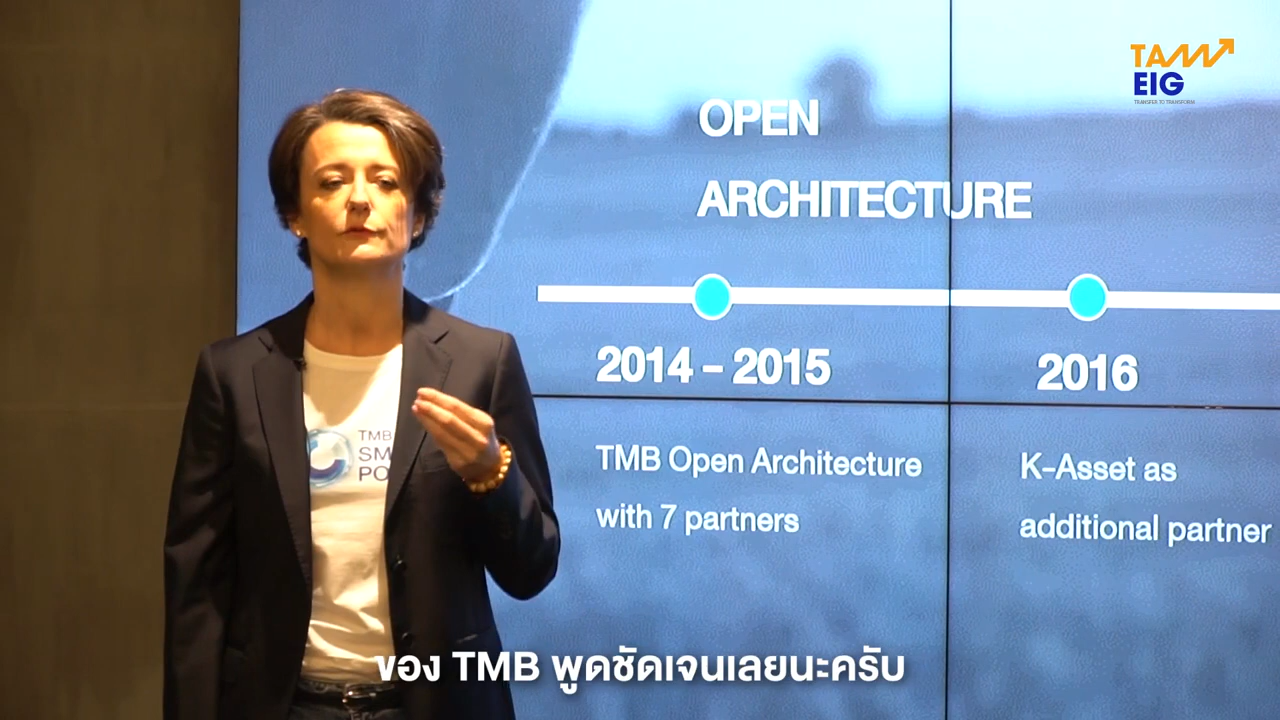 TAM
EIG
TRANSFER TO TRANSFORM
OPEN
ARCHITECTURE
2014 – 2015
2016
TMB Open Architecture
with 7 partners
K-Asset as
additional partner
TMB
SM
PO
ของ TMB พูดชัดเจนเลยนะครับ